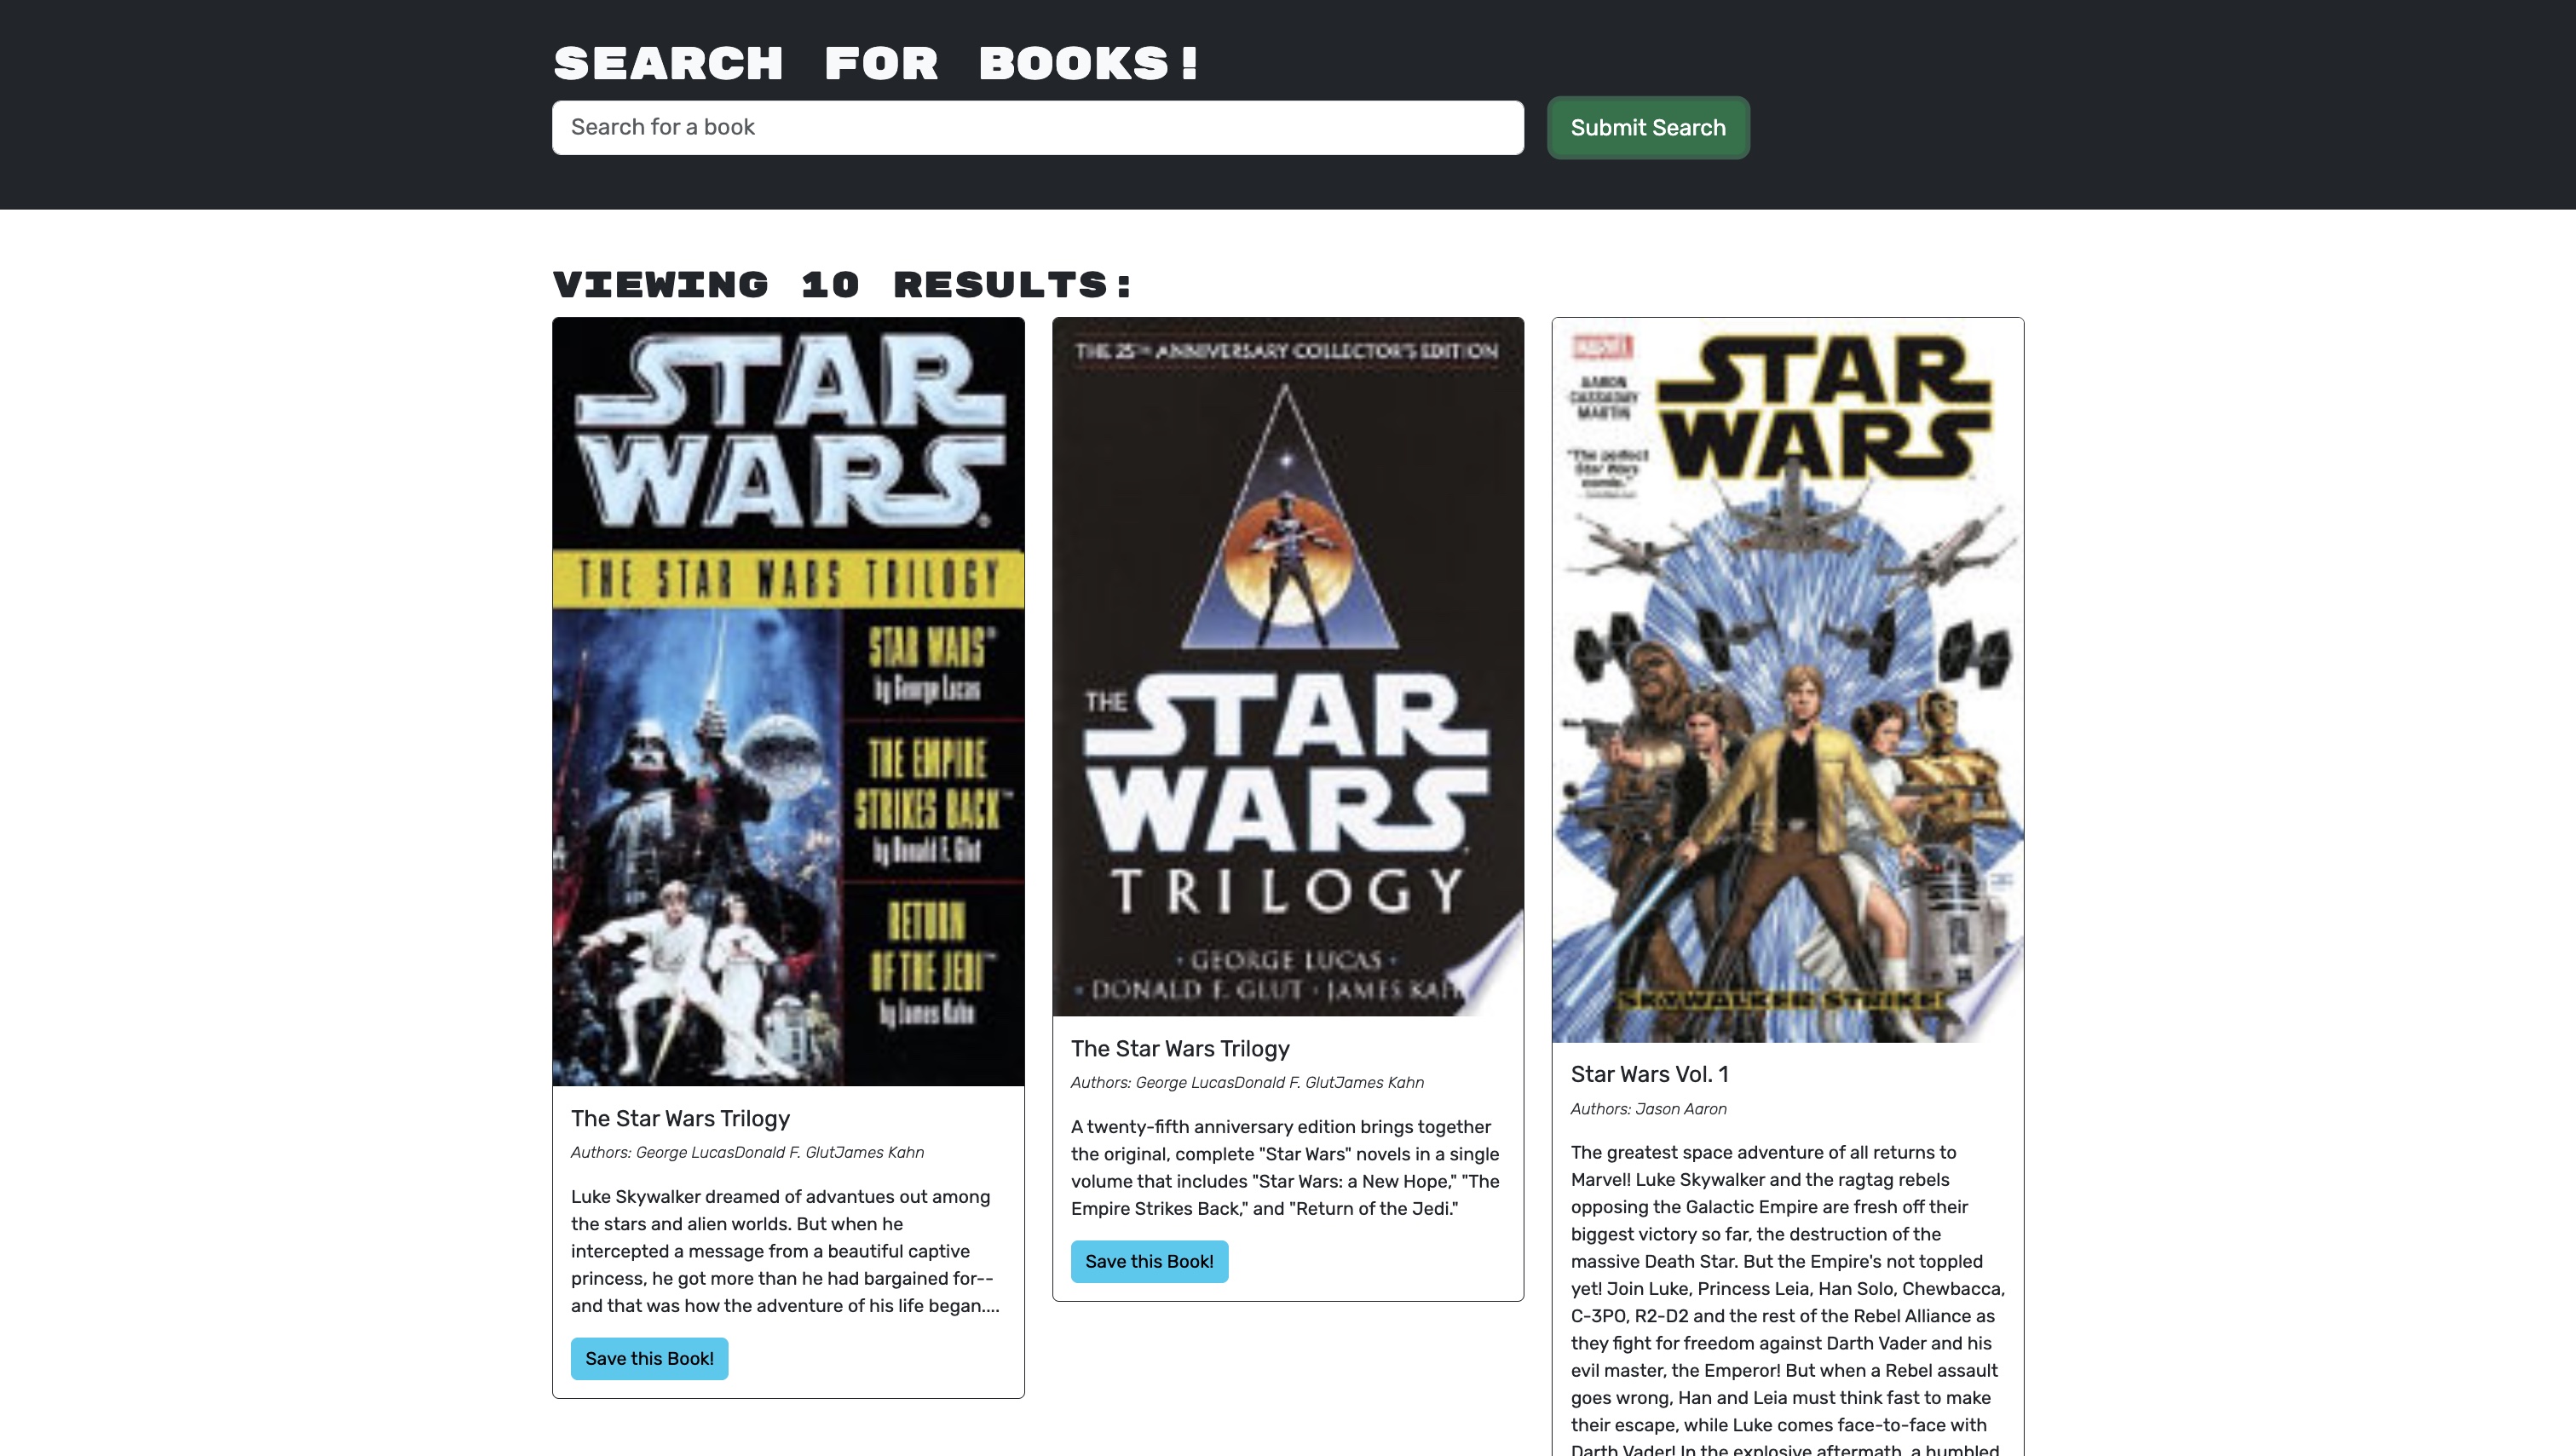 SEARCH FOR BOOKS!
Search for a book
Submit Search
VIEWING 10 RESULTS:
STAR
WARS
THE STAR WARS TRILOGY
STAR WARS™
by George Lucas
THE EMPIRE
STRIKES BACK™
by Donald F. Glut
RETURN
OF THE JEDI™
by James Kahn
The Star Wars Trilogy
Authors: George LucasDonald F. GlutJames Kahn
Luke Skywalker dreamed of advantues out among
the stars and alien worlds. But when he
intercepted a message from a beautiful captive
princess, he got more than he had bargained for--
and that was how the adventure of his life began....
Save this Book!
THE 25TH ANNIVERSARY COLLECTOR'S EDITION
THE STAR
WARS
TRILOGY
• GEORGE LUCAS •
• DONALD F. GLUT • JAMES KAH
The Star Wars Trilogy
Authors: George LucasDonald F. GlutJames Kahn
A twenty-fifth anniversary edition brings together
the original, complete "Star Wars" novels in a single
volume that includes "Star Wars: a New Hope," "The
Empire Strikes Back," and "Return of the Jedi."
Save this Book!
MARVEL
AARON
CASSADAY
MARTIN
"The perfect
Star Wars
comic."
STAR
WARS
SKYWALKER STRIKES
Star Wars Vol. 1
Authors: Jason Aaron
The greatest space adventure of all returns to
Marvel! Luke Skywalker and the ragtag rebels
opposing the Galactic Empire are fresh off their
biggest victory so far, the destruction of the
massive Death Star. But the Empire's not toppled
yet! Join Luke, Princess Leia, Han Solo, Chewbacca,
C-3PO, R2-D2 and the rest of the Rebel Alliance as
they fight for freedom against Darth Vader and his
evil master, the Emperor! But when a Rebel assault
goes wrong, Han and Leia must think fast to make
their escape, while Luke comes face-to-face with
Darth Vader! In the explosive aftermath, a humbled